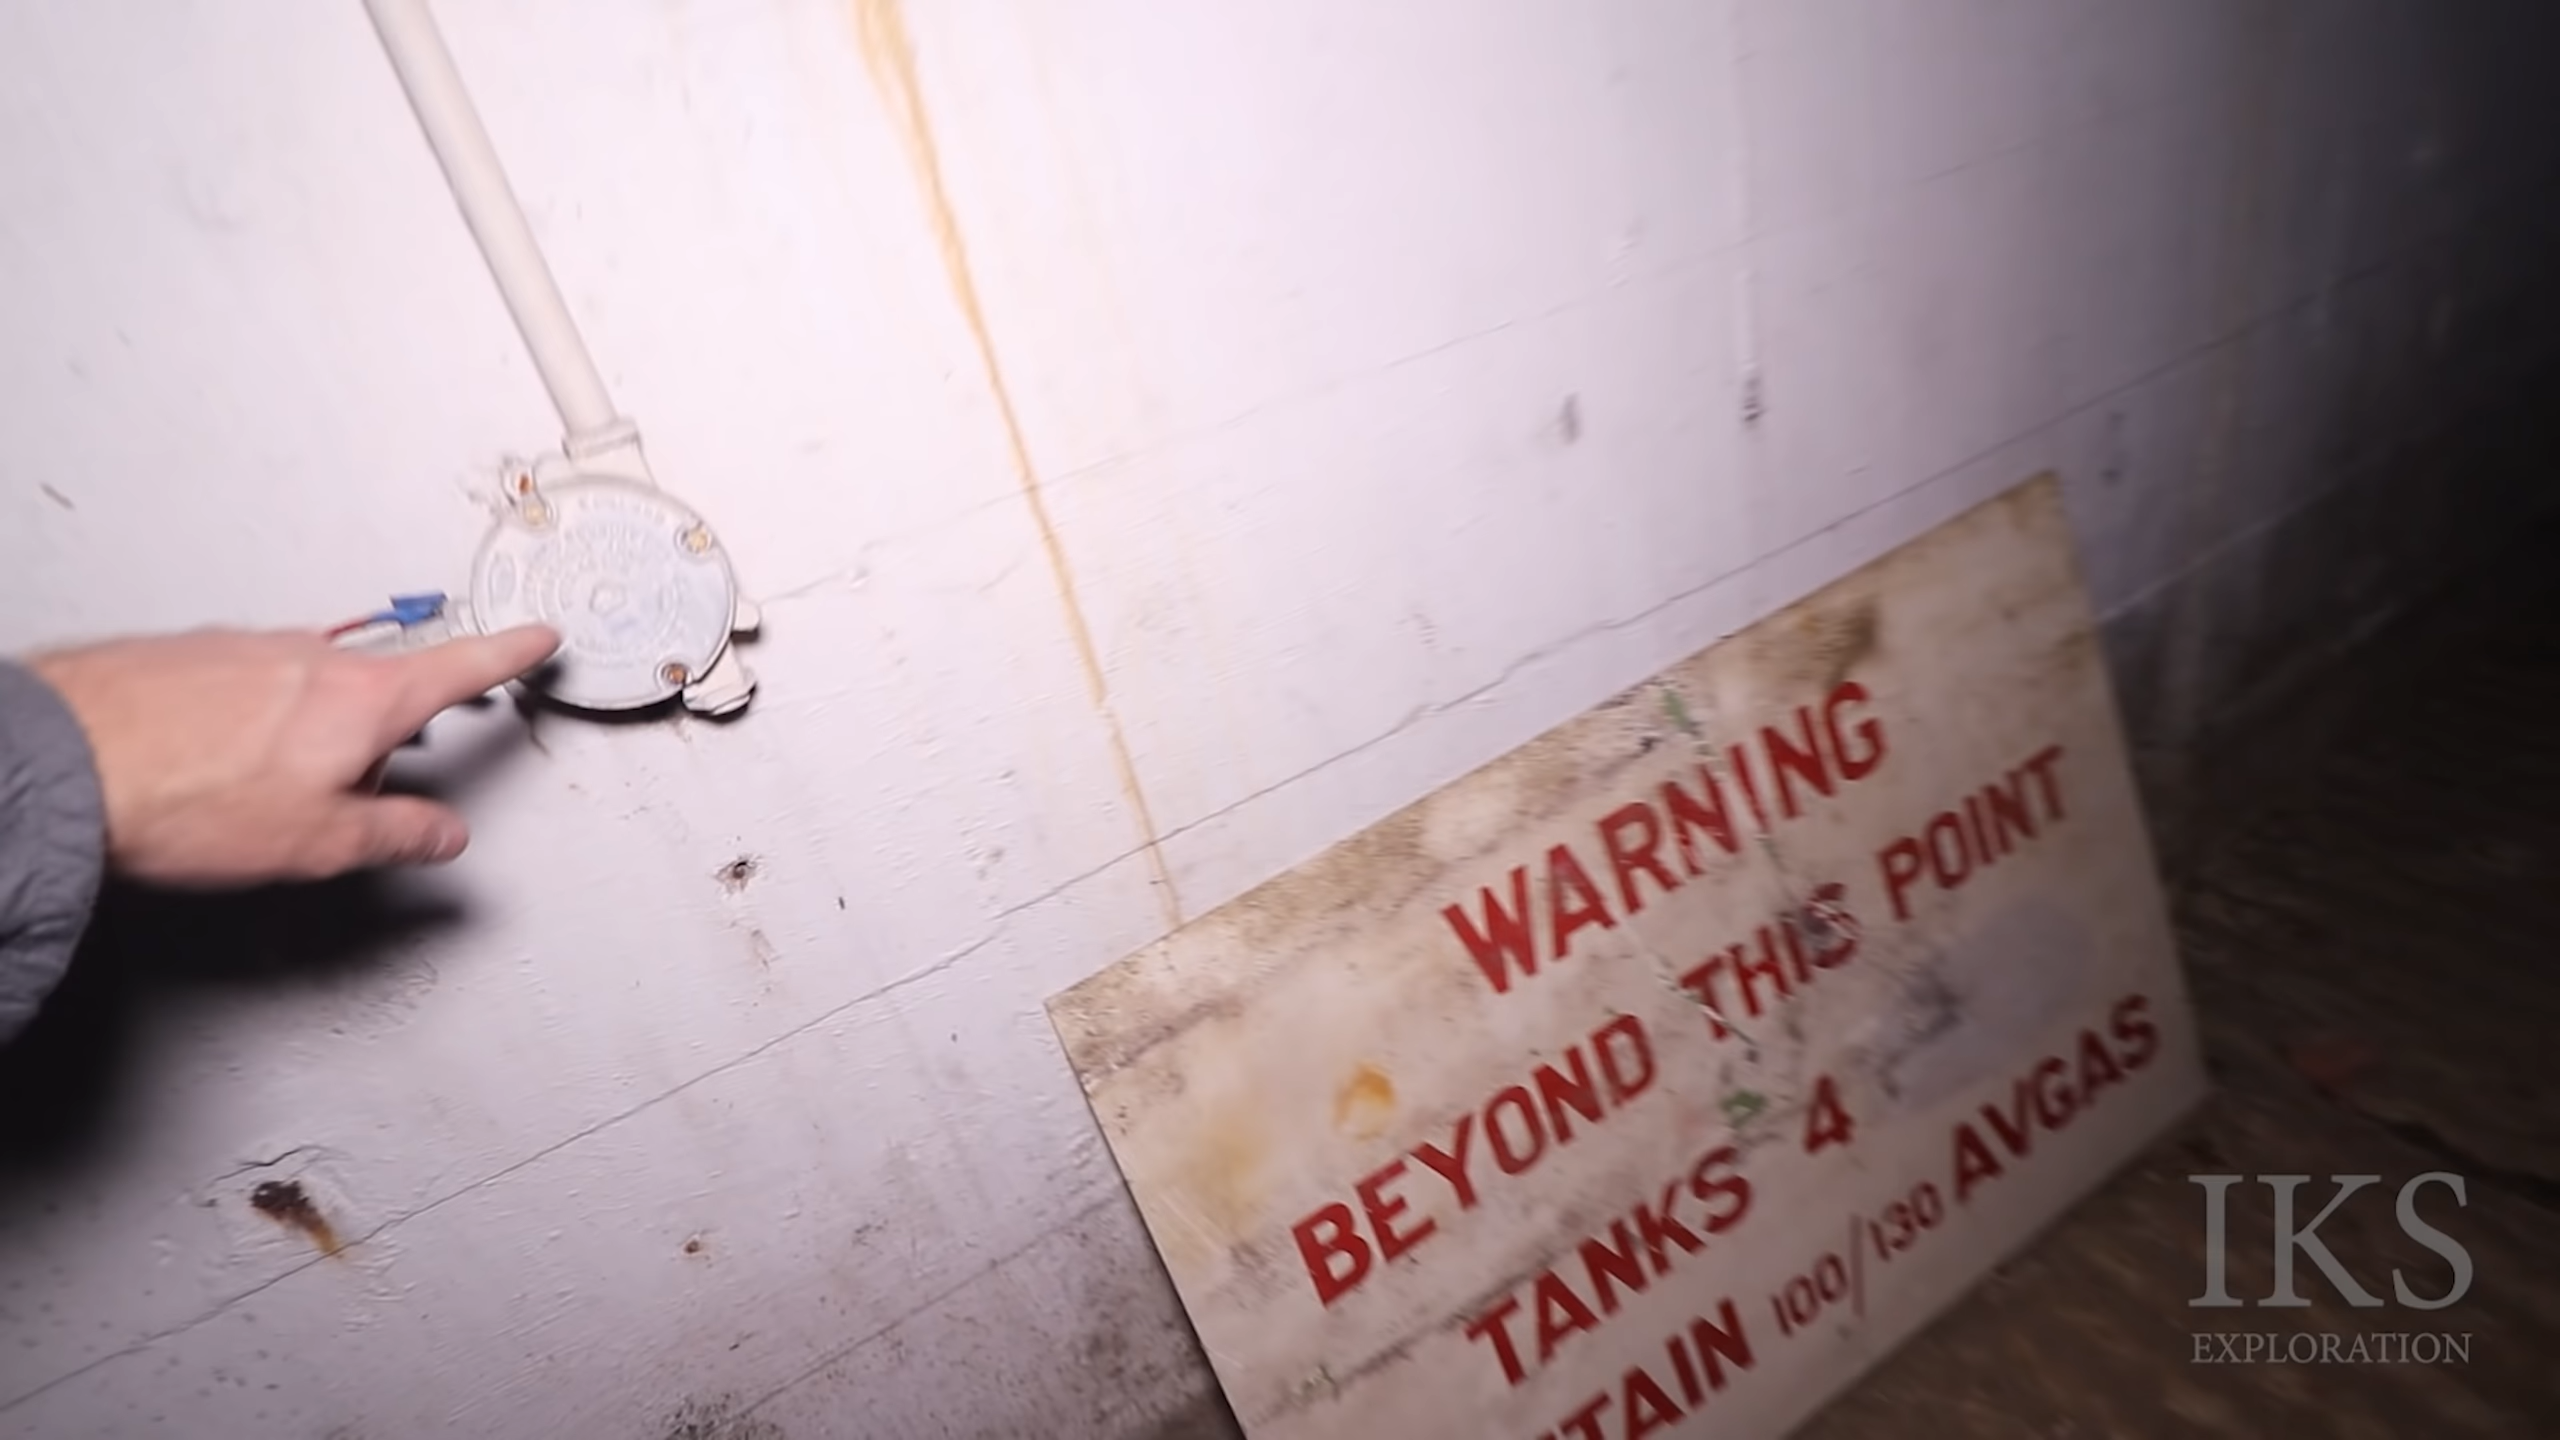 WARNING
BEYOND THIS POINT
TANKS 4
TAIN 100/130 AVGAS
IKS
EXPLORATION